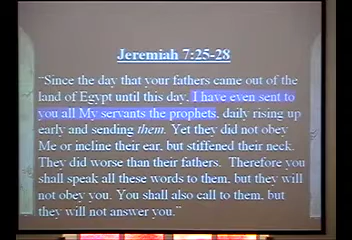 Jeremiah 7:25-28
"Since the day that your fathers came out of the
land of Egypt until this day, I have even sent to
you all My servants the prophets, daily rising up
early and sending them. Yet they did not obey
Me or incline their ear, but stiffened their neck.
They did worse than their fathers.  Therefore you
shall speak all these words to them, but they will
not obey you. You shall also call to them, but
they will not answer you."